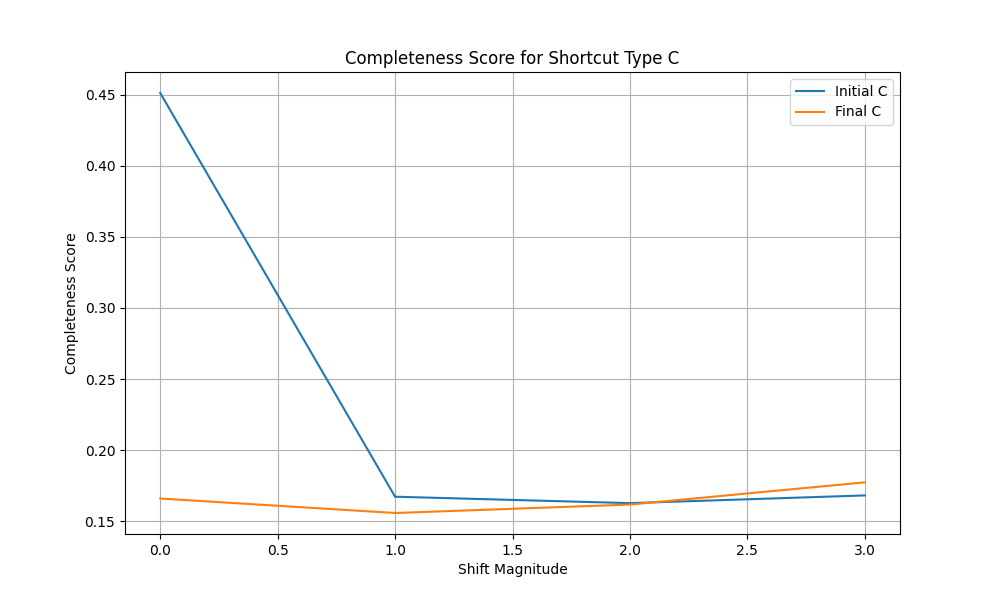 Completeness Score for Shortcut Type C
Initial C
Final C
Completeness Score
0.45
0.40
0.35
0.30
0.25
0.20
0.15
0.0 0.5 1.0 1.5 2.0 2.5 3.0
Shift Magnitude